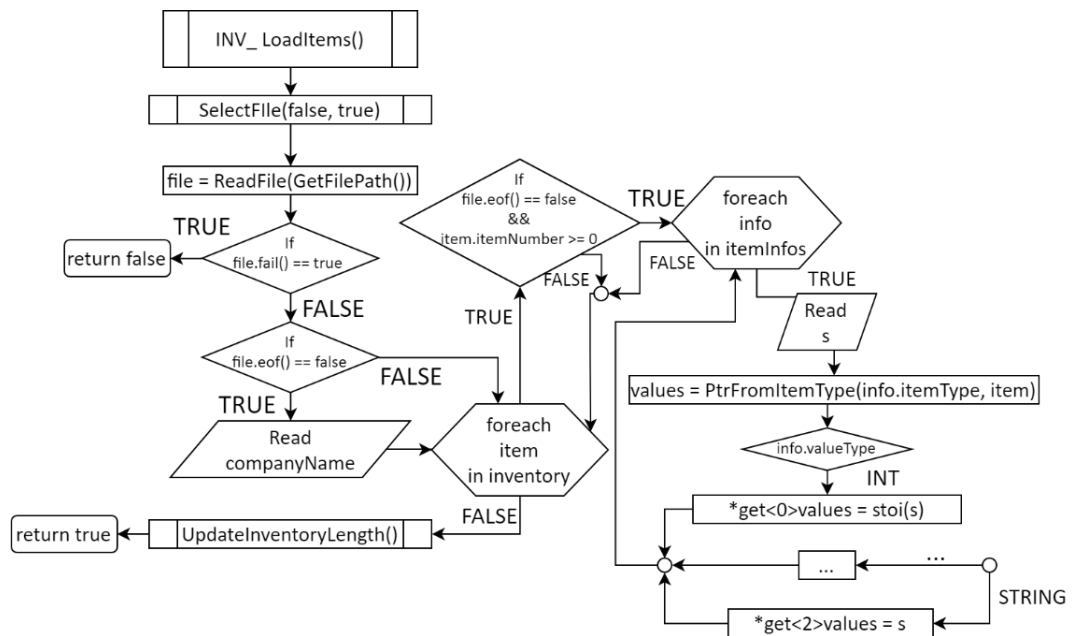 INV_ LoadItems()
SelectFIle(false, true)
file = ReadFile(GetFilePath())
TRUE
If
file.fail() == true
return false
FALSE
If
file.eof() == false
FALSE
TRUE
Read
companyName
foreach
item
in inventory
TRUE
FALSE
UpdateInventoryLength()
return true
If
file.eof() == false
&&
item.itemNumber >= 0
TRUE
FALSE
foreach
info
in itemInfos
FALSE
TRUE
Read
s
values = PtrFromItemType(info.itemType, item)
info.valueType
INT
*get<0>values = stoi(s)
...
...
STRING
*get<2>values = s